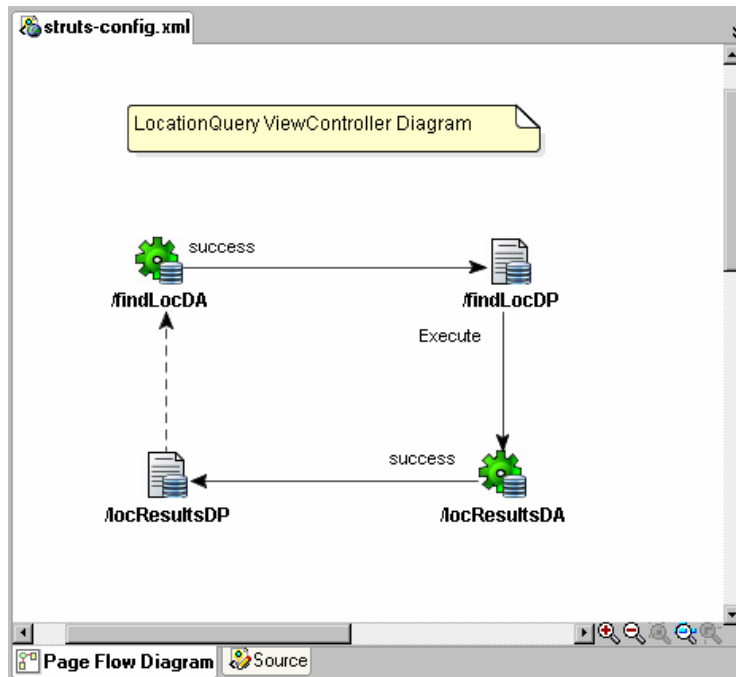 struts-config.xml
LocationQuery ViewController Diagram
success
/findLocDA
/findLocDP
Execute
success
/locResultsDP
/locResultsDA
Page Flow Diagram
Source